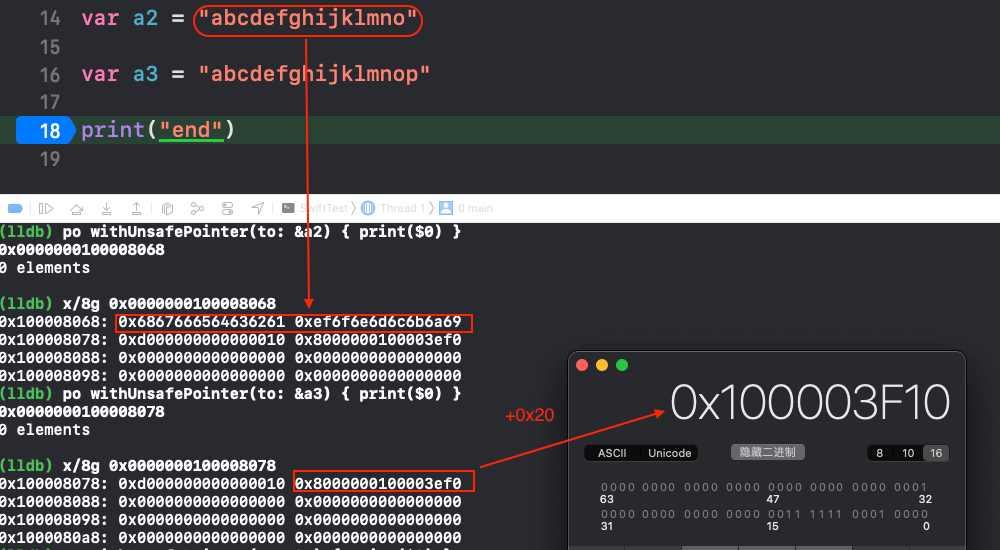 14 var a2 = "abcdefghijklmno"
15
16 var a3 = "abcdefghijklmnop"
17
18 print("end")
19
SwiftTest Thread 1 0 main
(lldb) po withUnsafePointer(to: &a2) { print($0) }
0x0000000100008068
0 elements
(lldb) x/8g 0x0000000100008068
0x100008068: 0x6867666564636261 0xef6f6e6d6c6b6a69
0x100008078: 0xd000000000000010 0x8000000100003ef0
0x100008088: 0x0000000000000000 0x0000000000000000
0x100008098: 0x0000000000000000 0x0000000000000000
(lldb) po withUnsafePointer(to: &a3) { print($0) }
0x0000000100008078
0 elements
(lldb) x/8g 0x0000000100008078
0x100008078: 0xd000000000000010 0x8000000100003ef0
0x100008088: 0x0000000000000000 0x0000000000000000
0x100008098: 0x0000000000000000 0x0000000000000000
0x1000080a8: 0x0000000000000000 0x0000000000000000
+0x20
0x100003F10
ASCII Unicode 隐藏二进制 8 10 16
0000 0000 0000 0000 0000 0000 0000 0001
63 47 32
0000 0000 0000 0000 0011 1111 0001 0000
31 15 0